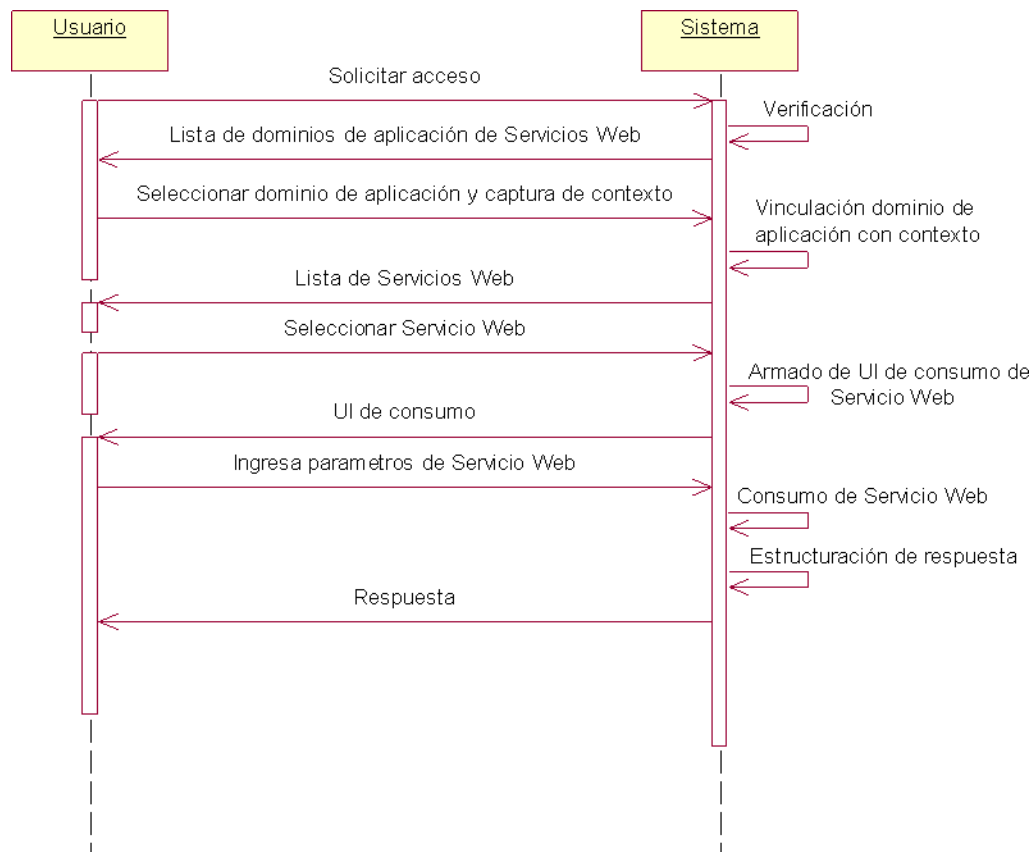 Usuario
Sistema
Solicitar acceso
Verificación
Lista de dominios de aplicación de Servicios Web
Seleccionar dominio de aplicación y captura de contexto
Vinculación dominio de
aplicación con contexto
Lista de Servicios Web
Seleccionar Servicio Web
Armado de UI de consumo de
Servicio Web
UI de consumo
Ingresa parametros de Servicio Web
Consumo de Servicio Web
Estructuración de respuesta
Respuesta